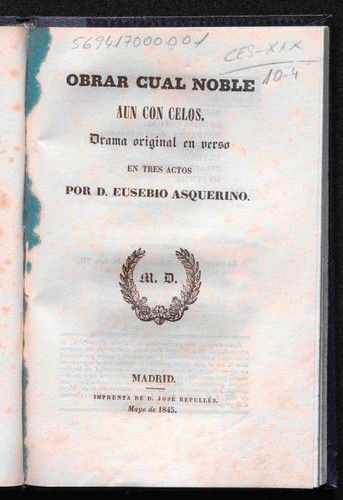 569417000001
CES-XIX
10-4
OBRAR CUAL NOBLE
AUN CON CELOS.
Drama original en verso
EN TRES ACTOS
POR D. EUSEBIO ASQUERINO.
M. D.
MADRID.
IMPRENTA DE D. JOSÉ REPULLÉS.
Mayo de 1845.